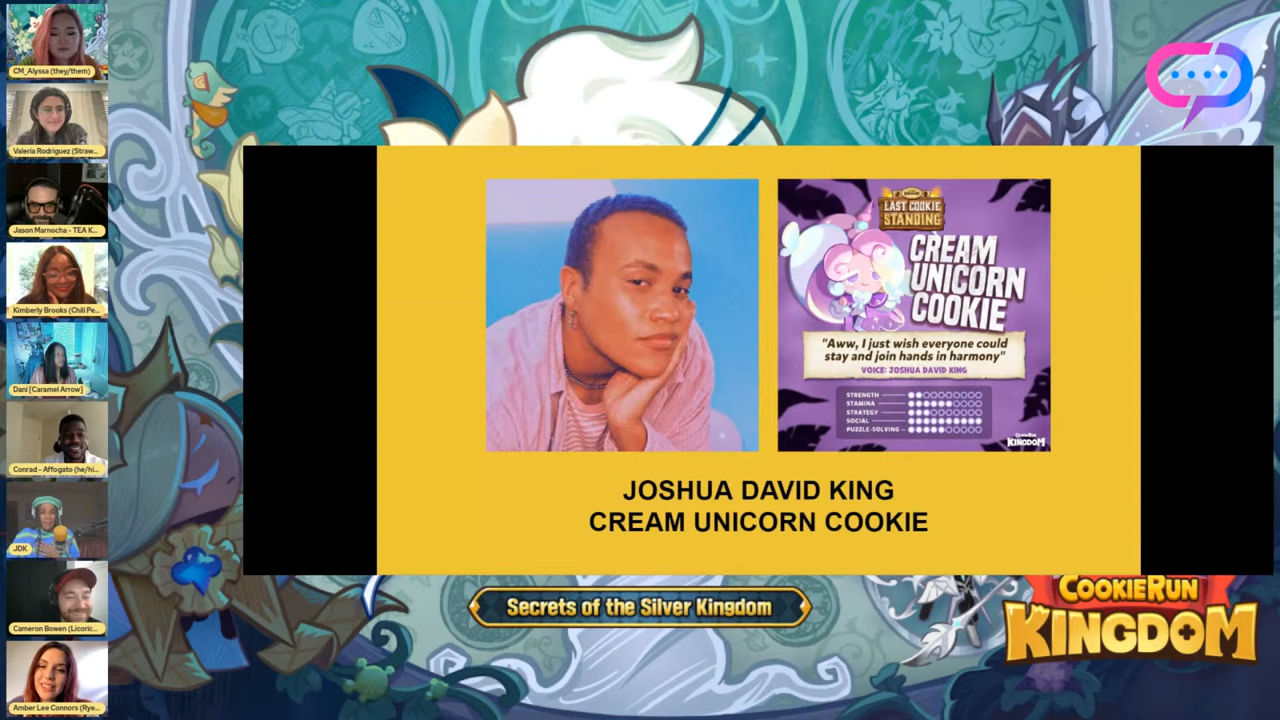 CM_Alyssa (they/them)
Valeria Rodriguez (Straw...
Jason Marnocha - TEA K...
Kimberly Brooks (Chili Pe...
Dani [Caramel Arrow]
Conrad - Affogato (he/hi...
JDK
Cameron Bowen (Licoric...
Amber Lee Connors (Rye...
LAST COOKIE
STANDING
CREAM
UNICORN
COOKIE
"Aww, I just wish everyone could
stay and join hands in harmony"
VOICE: JOSHUA DAVID KING
STRENGTH
STAMINA
STRATEGY
SOCIAL
PUZZLE-SOLVING
COOKIERUN
KINGDOM
JOSHUA DAVID KING
CREAM UNICORN COOKIE
Secrets of the Silver Kingdom
COOKIERUN
KINGDOM